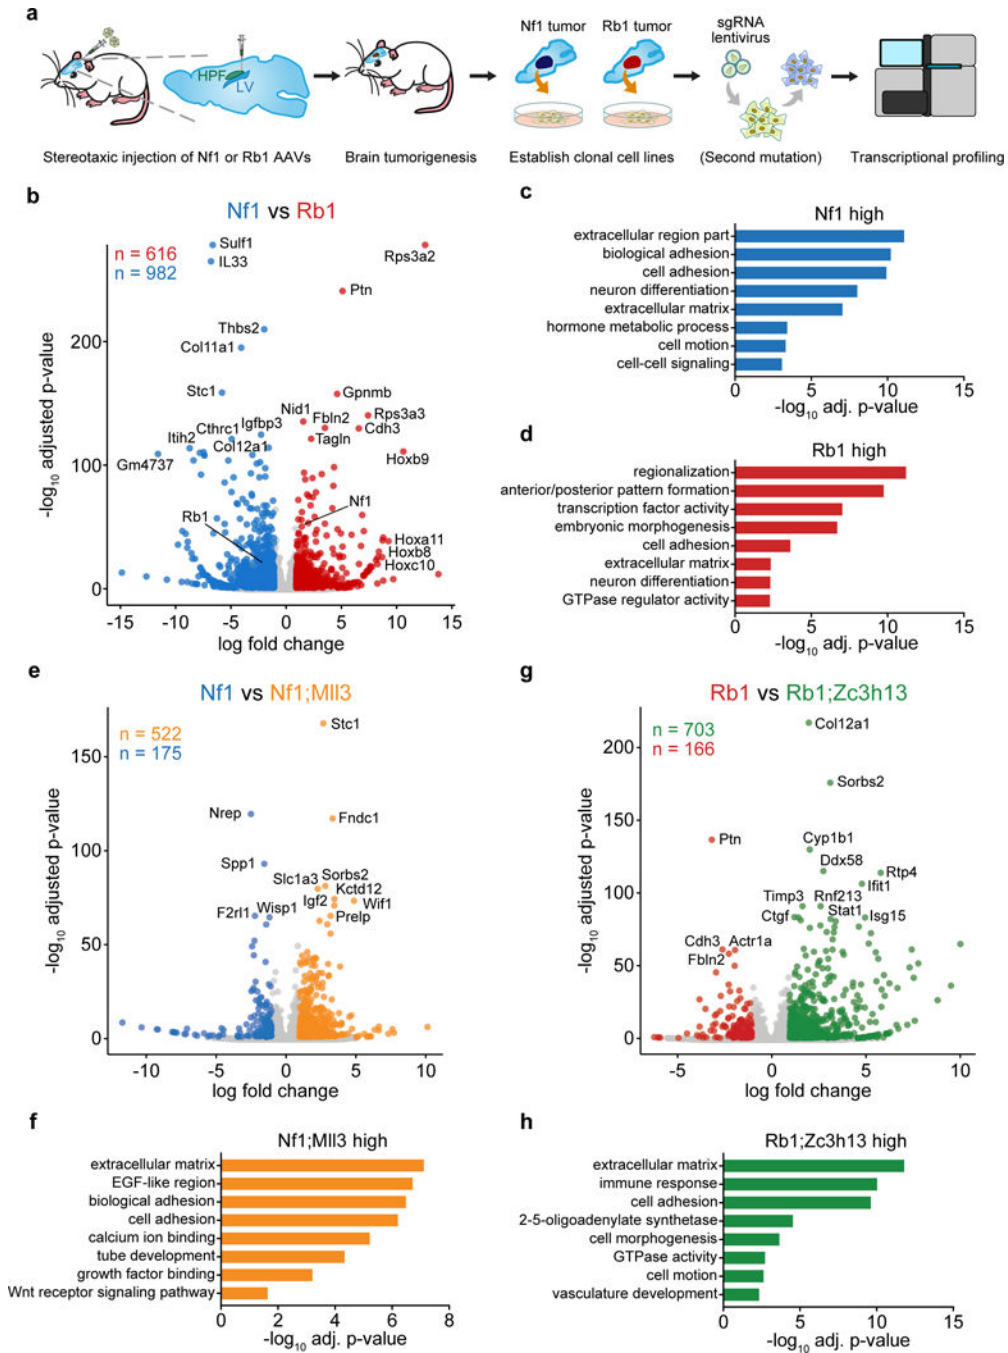 a
Nf1 tumor
Rb1 tumor
sgRNA
lentivirus
HPF
LV
Stereotaxic injection of Nf1 or Rb1 AAVs
Brain tumorigenesis
Establish clonal cell lines
(Second mutation)
Transcriptional profiling
b
Nf1 vs Rb1
n = 616
n = 982
Sulf1
IL33
Rps3a2
Ptn
Thbs2
Col11a1
Stc1
Gpnmb
Nid1
Fbln2
Rps3a3
Cdh3
Tagln
Cthrc1
Igfbp3
Itih2
Col12a1
Gm4737
Hoxb9
Nf1
Rb1
Hoxa11
Hoxb8
Hoxc10
200
100
0
-log10 adjusted p-value
-15 -10 -5 0 5 10 15
log fold change
c
Nf1 high
extracellular region part
biological adhesion
cell adhesion
neuron differentiation
extracellular matrix
hormone metabolic process
cell motion
cell-cell signaling
0 5 10 15
-log10 adj. p-value
d
Rb1 high
regionalization
anterior/posterior pattern formation
transcription factor activity
embryonic morphogenesis
cell adhesion
extracellular matrix
neuron differentiation
GTPase regulator activity
0 5 10 15
-log10 adj. p-value
e
Nf1 vs Nf1;Mll3
n = 522
n = 175
Stc1
Nrep
Fndc1
Spp1
Slc1a3
Sorbs2
Kctd12
Igf2
Wif1
F2rl1
Wisp1
Prelp
150
100
50
0
-log10 adjusted p-value
-10 -5 0 5 10
log fold change
g
Rb1 vs Rb1;Zc3h13
n = 703
n = 166
Col12a1
Sorbs2
Ptn
Cyp1b1
Ddx58
Rtp4
Ifit1
Timp3
Rnf213
Ctgf
Stat1
Isg15
Cdh3
Actr1a
Fbln2
200
150
100
50
0
-log10 adjusted p-value
-5 0 5 10
log fold change
f
Nf1;Mll3 high
extracellular matrix
EGF-like region
biological adhesion
cell adhesion
calcium ion binding
tube development
growth factor binding
Wnt receptor signaling pathway
0 2 4 6 8
-log10 adj. p-value
h
Rb1;Zc3h13 high
extracellular matrix
immune response
cell adhesion
2-5-oligoadenylate synthetase
cell morphogenesis
GTPase activity
cell motion
vasculature development
0 5 10 15
-log10 adj. p-value